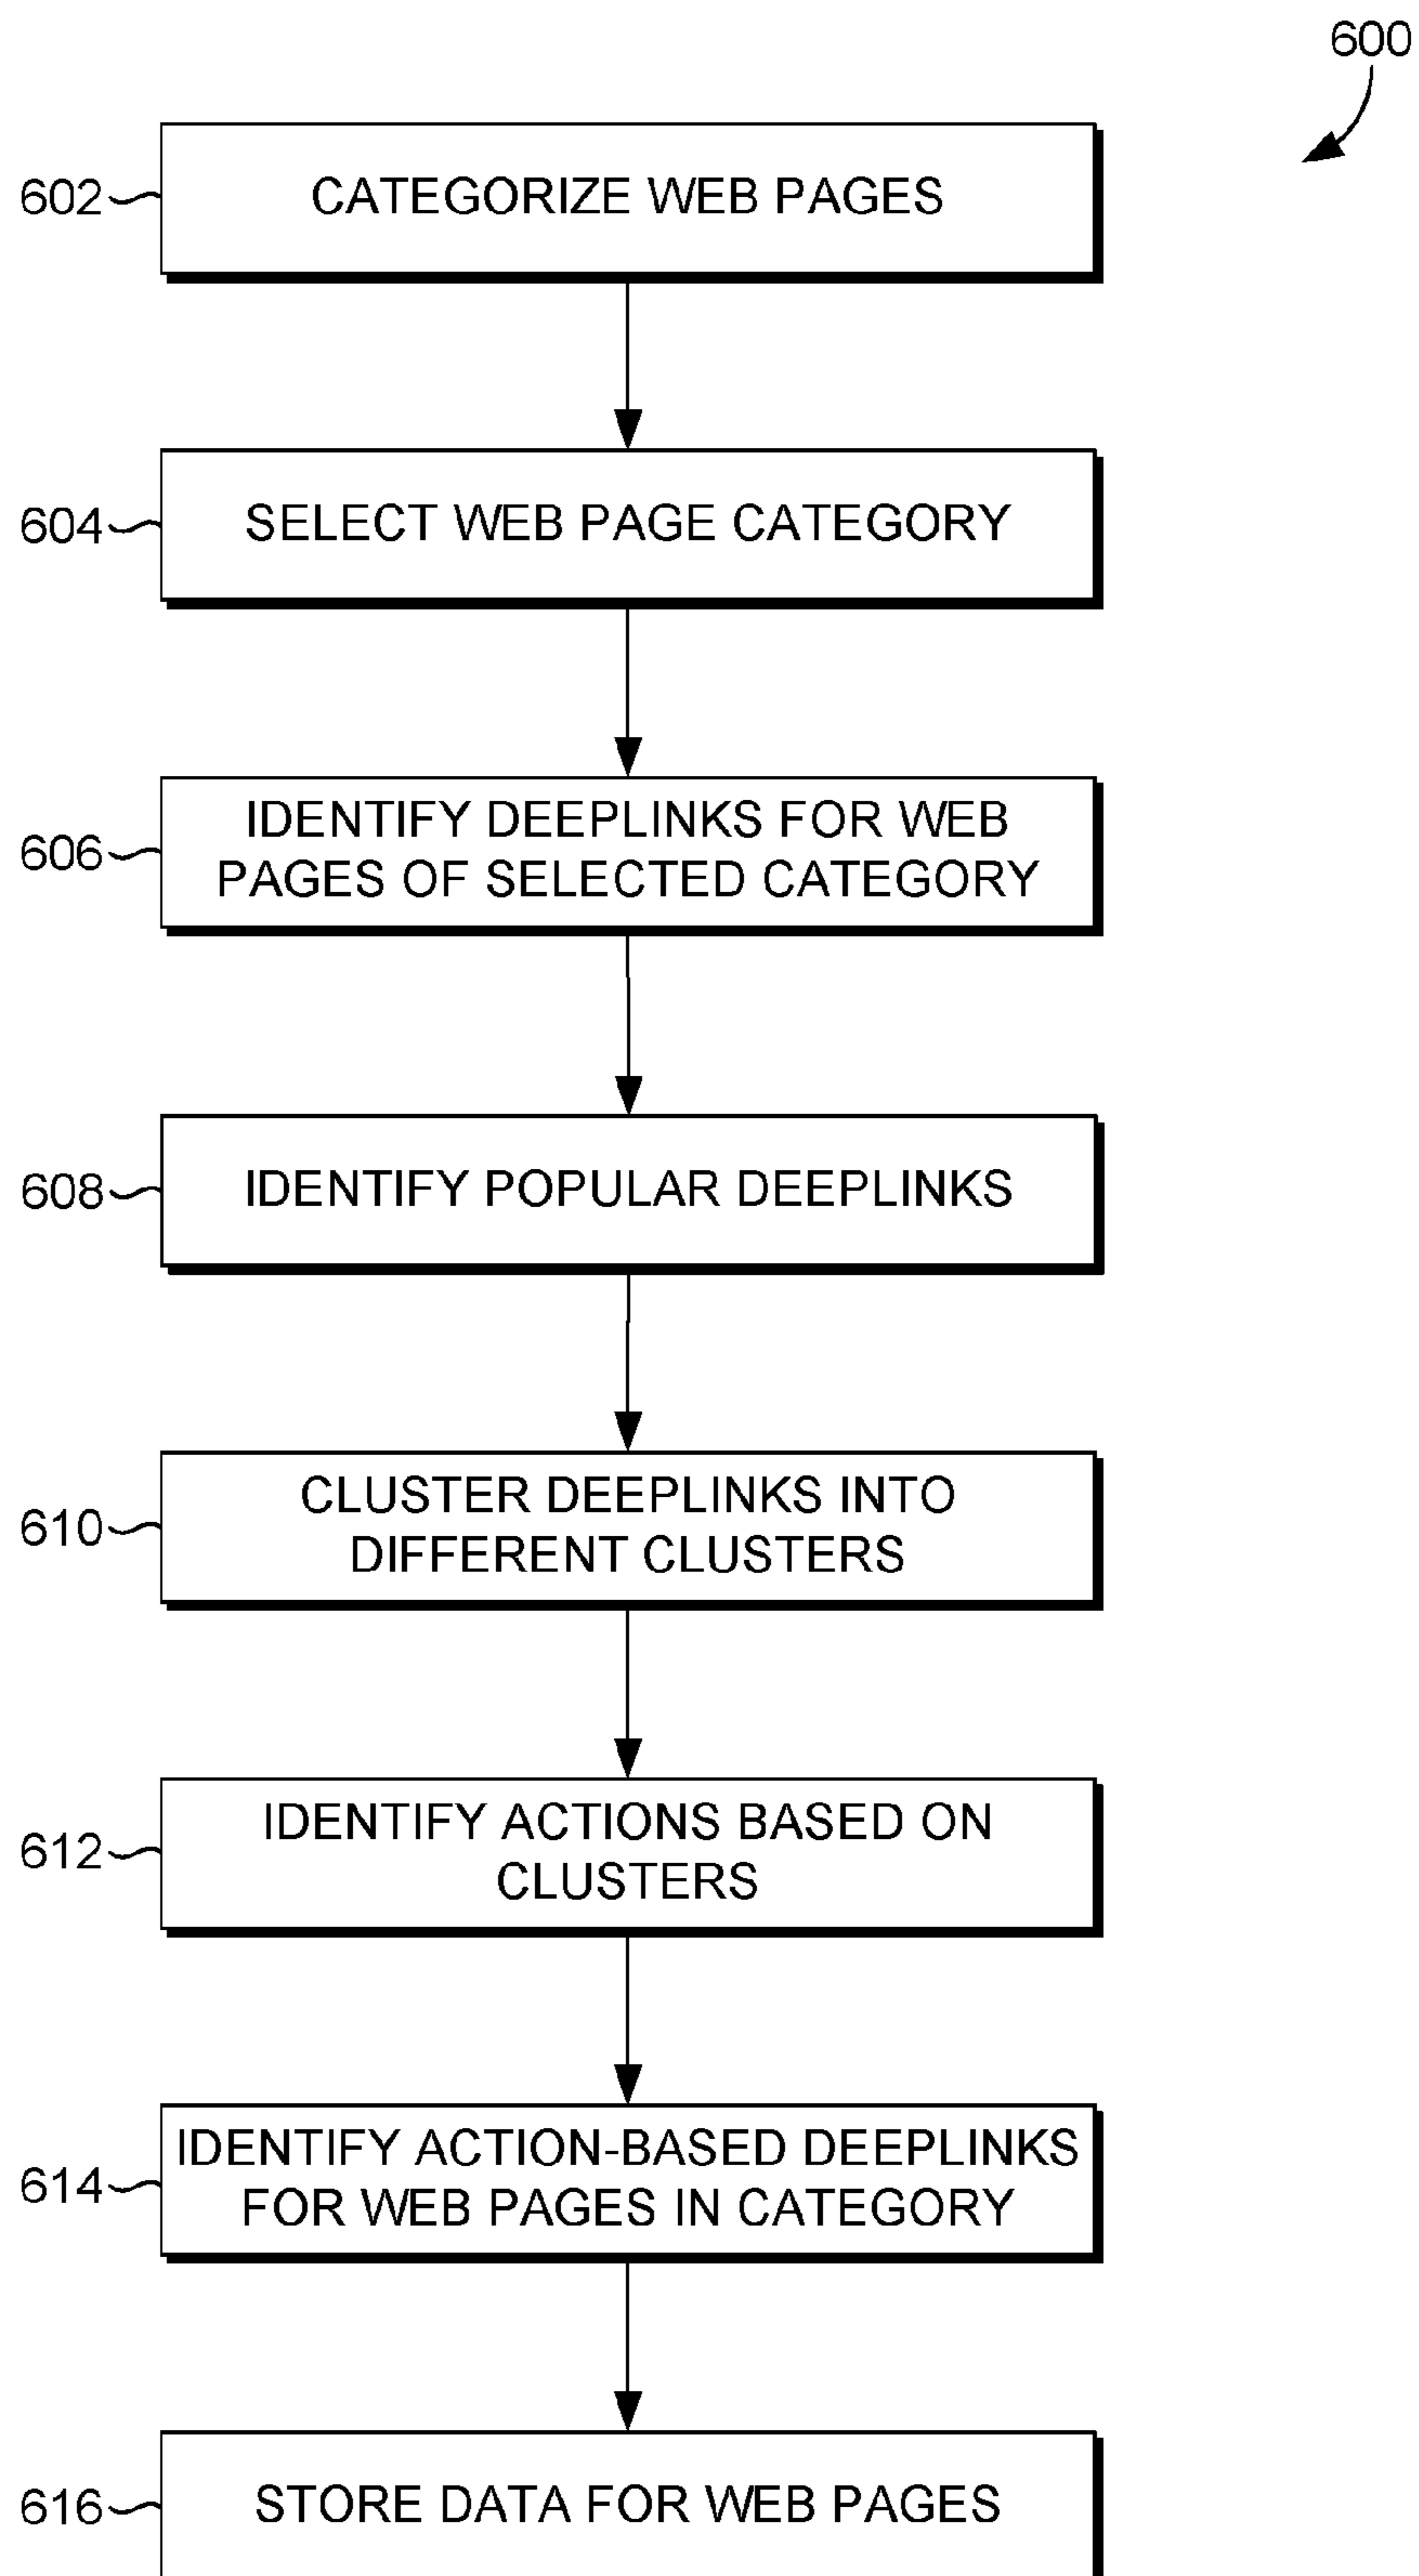 600
602
CATEGORIZE WEB PAGES
604
SELECT WEB PAGE CATEGORY
606
IDENTIFY DEEPLINKS FOR WEB
PAGES OF SELECTED CATEGORY
608
IDENTIFY POPULAR DEEPLINKS
610
CLUSTER DEEPLINKS INTO
DIFFERENT CLUSTERS
612
IDENTIFY ACTIONS BASED ON
CLUSTERS
614
IDENTIFY ACTION-BASED DEEPLINKS
FOR WEB PAGES IN CATEGORY
616
STORE DATA FOR WEB PAGES